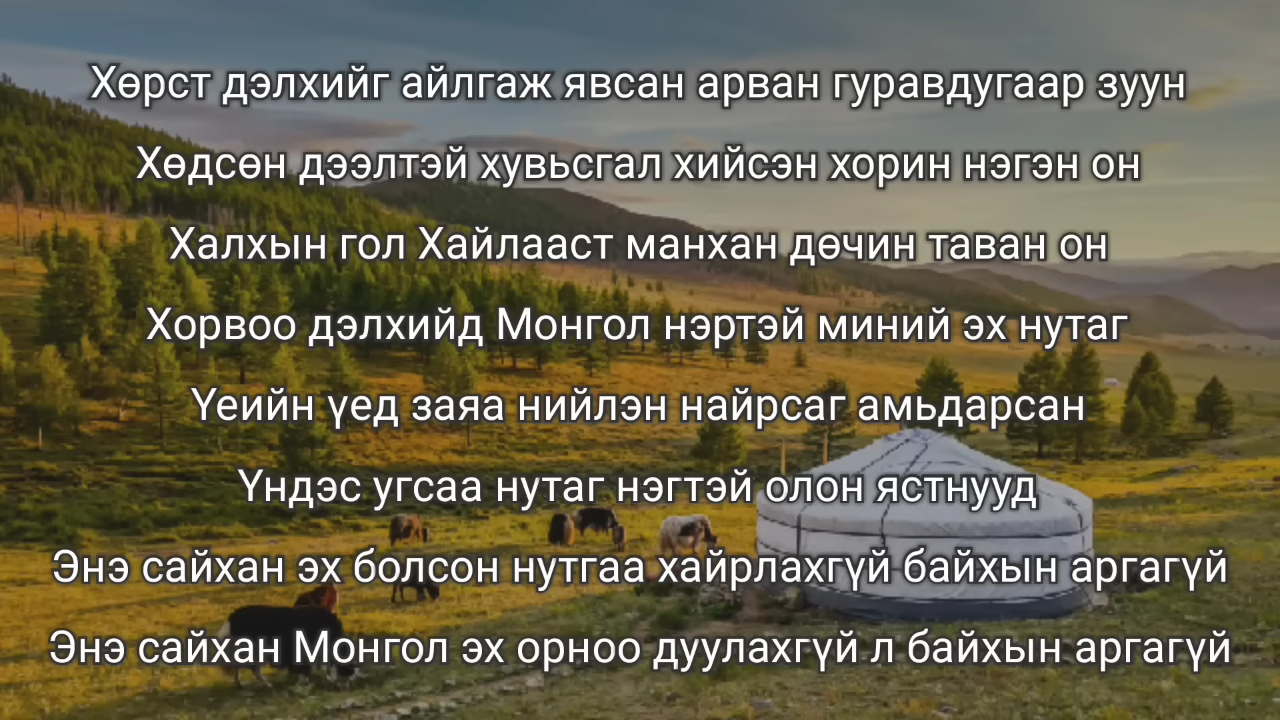 Хөрст дэлхийг айлгаж явсан арван гуравдугаар зуун
Хөдсөн дээлтэй хувьсгал хийсэн хорин нэгэн он
Халхын гол Хайлааст манхан дөчин таван он
Хорвоо дэлхийд Монгол нэртэй миний эх нутаг
Үеийн үед заяа нийлэн найрсаг амьдарсан
Үндэс угсаа нутаг нэгтэй олон ястнууд
Энэ сайхан эх болсон нутгаа хайрлахгүй байхын аргагүй
Энэ сайхан Монгол эх орноо дуулахгүй л байхын аргагүй